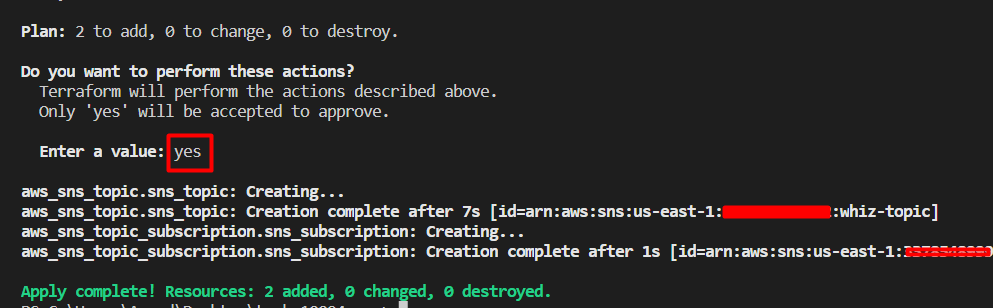 Plan: 2 to add, 0 to change, 0 to destroy.
Do you want to perform these actions?
Terraform will perform the actions described above.
Only 'yes' will be accepted to approve.
Enter a value: yes
aws_sns_topic.sns_topic: Creating...
aws_sns_topic.sns_topic: Creation complete after 7s [id=arn:aws:sns:us-east-1: :whiz-topic]
aws_sns_topic_subscription.sns_subscription: Creating...
aws_sns_topic_subscription.sns_subscription: Creation complete after 1s [id=arn:aws:sns:us-east-1:
Apply complete! Resources: 2 added, 0 changed, 0 destroyed.